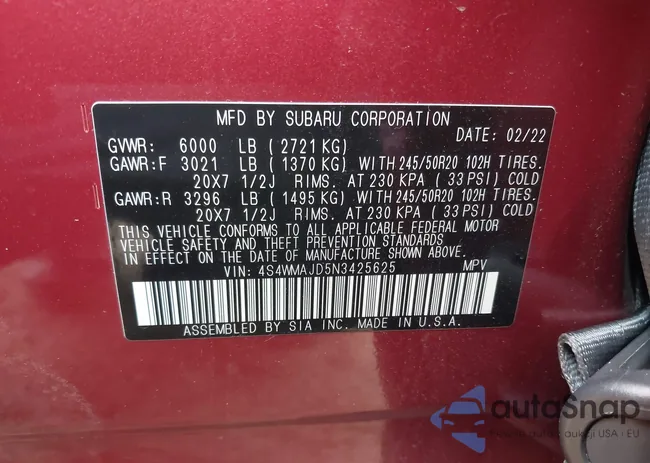 MFD BY SUBARU CORPORATION
DATE: 02/22
GVWR: 6000 LB (2721 KG)
GAWR:F 3021 LB (1370 KG) WITH 245/50R20 102H TIRES.
20X7 1/2J RIMS. AT 230 KPA (33 PSI) COLD
GAWR:R 3296 LB (1495 KG) WITH 245/50R20 102H TIRES.
20X7 1/2J RIMS. AT 230 KPA (33 PSI) COLD
THIS VEHICLE CONFORMS TO ALL APPLICABLE FEDERAL MOTOR
VEHICLE SAFETY AND THEFT PREVENTION STANDARDS
IN EFFECT ON THE DATE OF MANUFACTURE SHOWN ABOVE.
VIN: 4S4WMAJD5N3425625 MPV
ASSEMBLED BY SIA INC. MADE IN U.S.A.
autoSnap
aukcji USA i EU